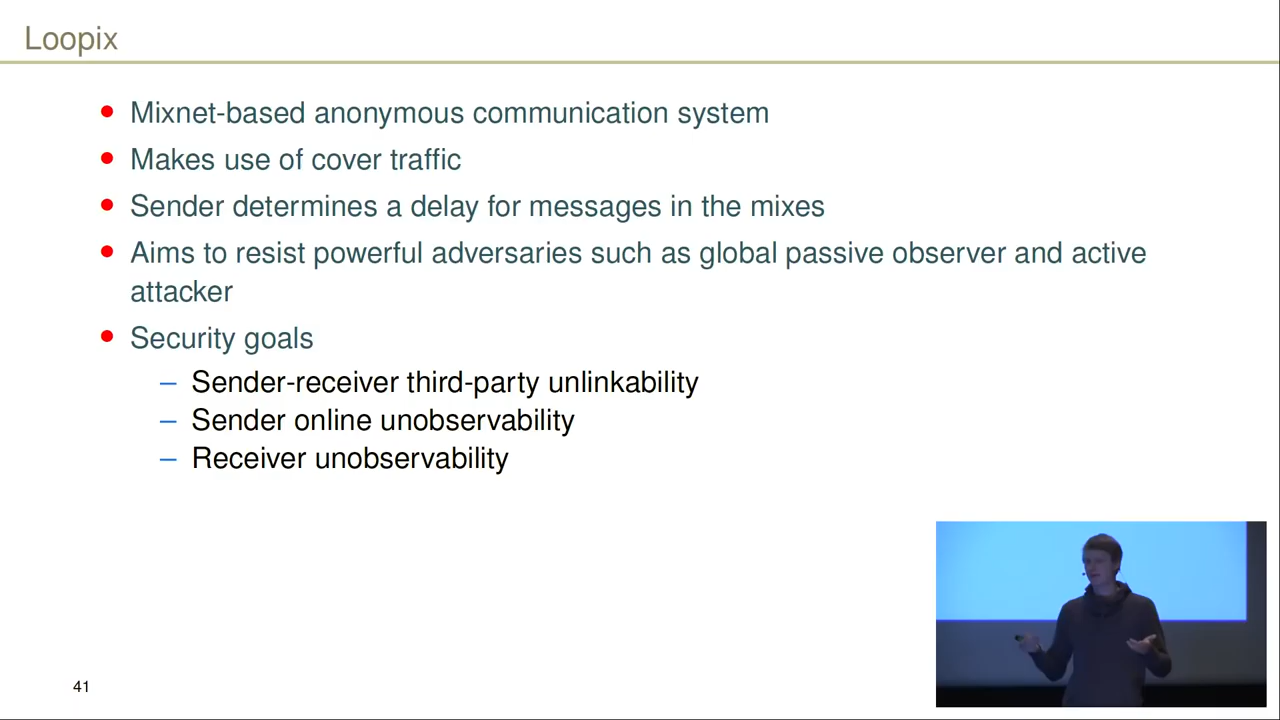 Loopix
Mixnet-based anonymous communication system
Makes use of cover traffic
Sender determines a delay for messages in the mixes
Aims to resist powerful adversaries such as global passive observer and active
attacker
Security goals
– Sender-receiver third-party unlinkability
– Sender online unobservability
– Receiver unobservability
41